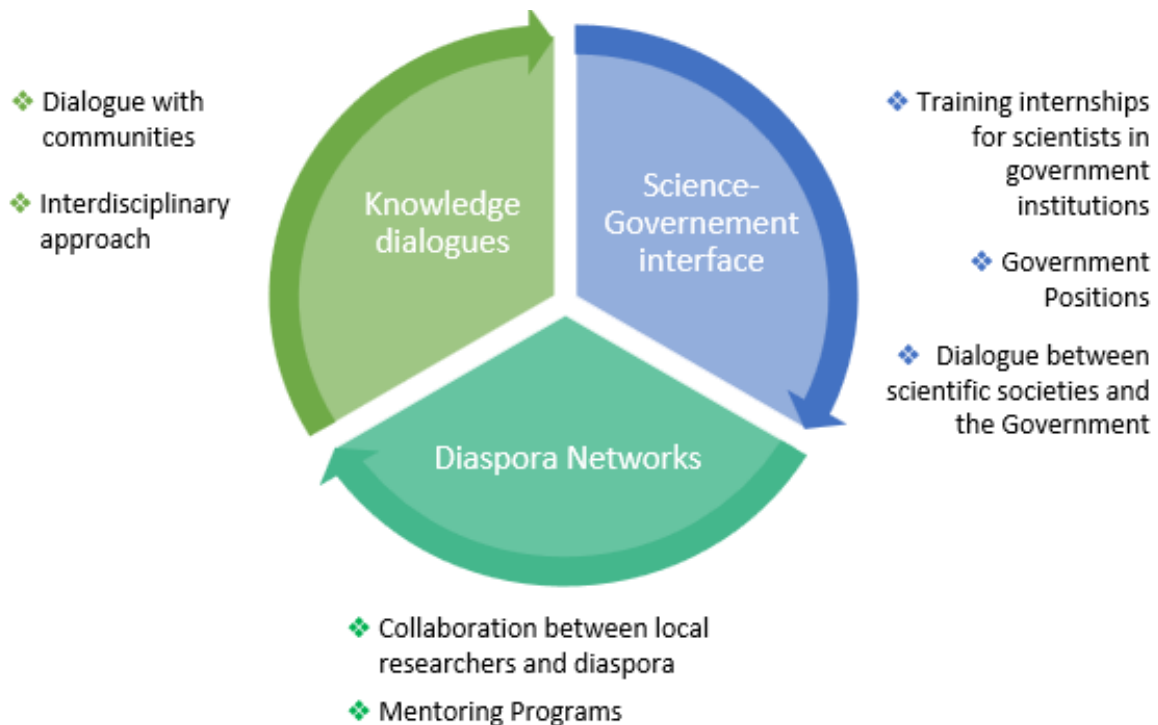 ❖ Dialogue with
communities
❖ Interdisciplinary
approach
Knowledge
dialogues
Science-
Governement
interface
❖ Training internships
for scientists in
government
institutions
❖ Government
Positions
❖ Dialogue between
scientific societies and
the Government
Diaspora Networks
❖ Collaboration between local
researchers and diaspora
❖ Mentoring Programs